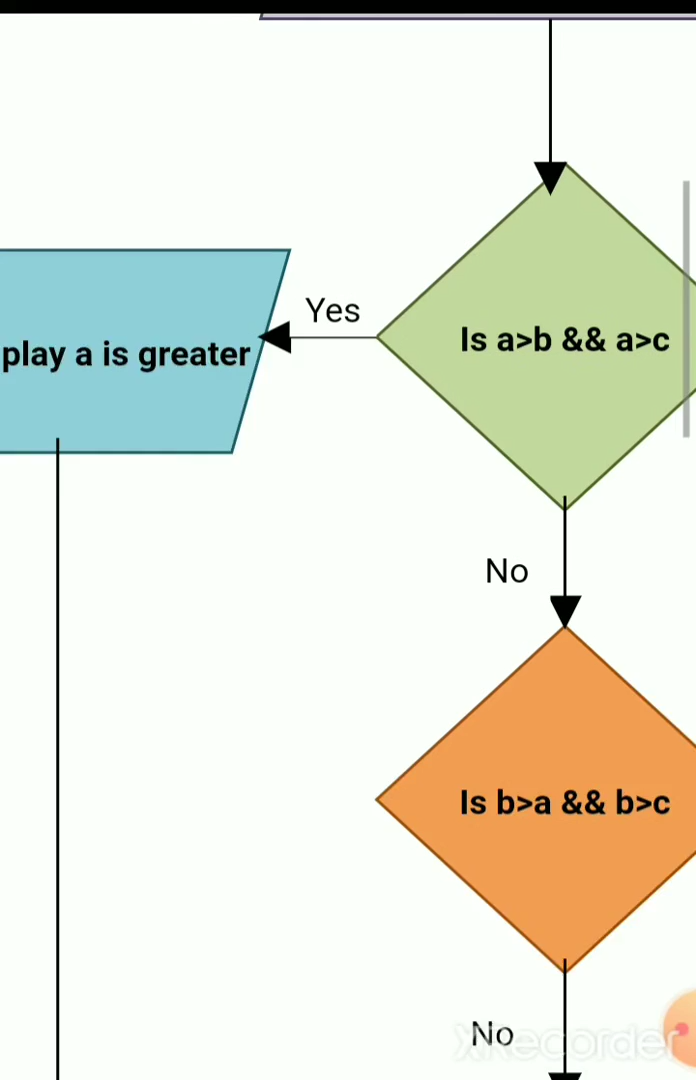 Yes
Is a>b && a>c
play a is greater
No
Is b>a && b>c
No
XRecorder